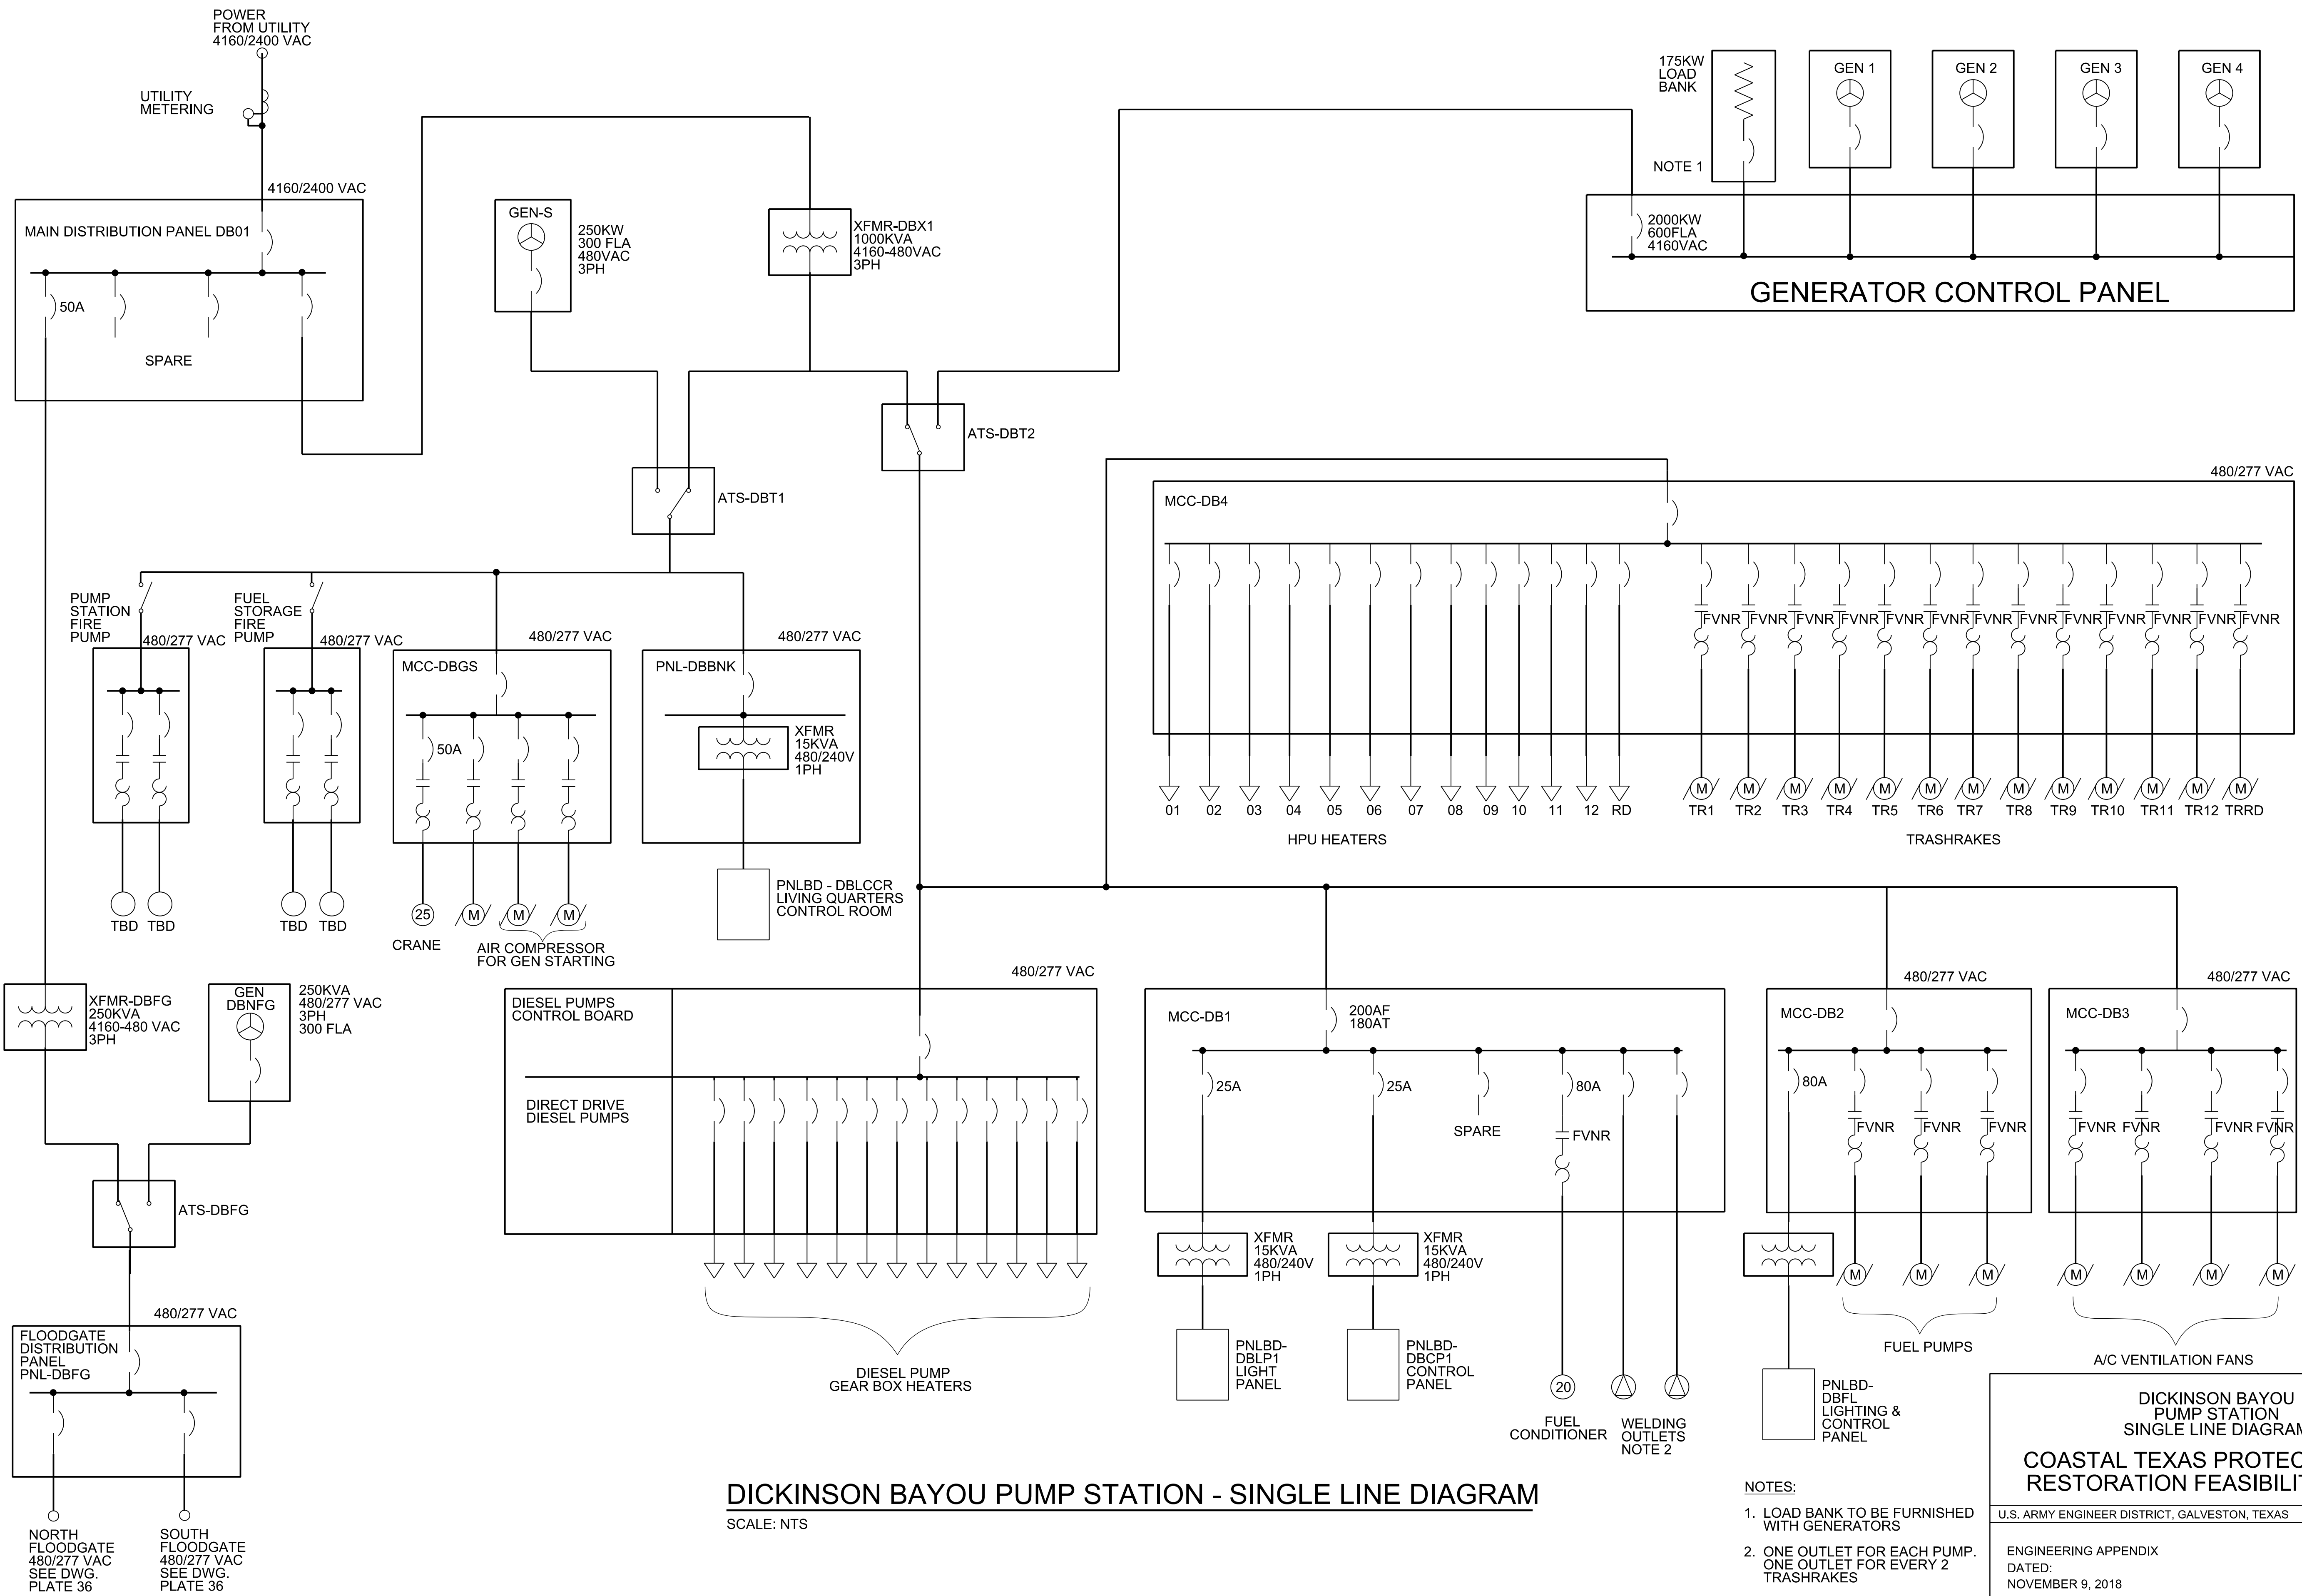 POWER
FROM UTILITY
4160/2400 VAC
UTILITY
METERING
4160/2400 VAC
MAIN DISTRIBUTION PANEL DB01
50A
SPARE
GEN-S
250KW
300 FLA
480VAC
3PH
XFMR-DBX1
1000KVA
4160-480VAC
3PH
175KW
LOAD
BANK
NOTE 1
GEN 1
GEN 2
GEN 3
GEN 4
2000KW
600FLA
4160VAC
GENERATOR CONTROL PANEL
ATS-DBT2
ATS-DBT1
480/277 VAC
MCC-DB4
FVNR
FVNR
FVNR
FVNR
FVNR
FVNR
FVNR
FVNR
FVNR
FVNR
FVNR
FVNR
FVNR
M
M
M
M
M
M
M
M
M
M
M
M
M
01 02 03 04 05 06 07 08 09 10 11 12 RD
TR1 TR2 TR3 TR4 TR5 TR6 TR7 TR8 TR9 TR10 TR11 TR12 TRRD
HPU HEATERS
TRASHRAKES
PUMP
STATION
FIRE
PUMP
480/277 VAC
FUEL
STORAGE
FIRE
PUMP
480/277 VAC
TBD TBD
TBD TBD
480/277 VAC
MCC-DBGS
50A
25
M
M
M
CRANE
AIR COMPRESSOR
FOR GEN STARTING
480/277 VAC
PNL-DBBNK
XFMR
15KVA
480/240V
1PH
PNLBD - DBLCCR
LIVING QUARTERS
CONTROL ROOM
XFMR-DBFG
250KVA
4160-480 VAC
3PH
GEN
DBNFG
250KVA
480/277 VAC
3PH
300 FLA
ATS-DBFG
480/277 VAC
FLOODGATE
DISTRIBUTION
PANEL
PNL-DBFG
NORTH
FLOODGATE
480/277 VAC
SEE DWG.
PLATE 36
SOUTH
FLOODGATE
480/277 VAC
SEE DWG.
PLATE 36
480/277 VAC
DIESEL PUMPS
CONTROL BOARD
DIRECT DRIVE
DIESEL PUMPS
DIESEL PUMP
GEAR BOX HEATERS
MCC-DB1
200AF
180AT
25A
25A
SPARE
80A
FVNR
XFMR
15KVA
480/240V
1PH
XFMR
15KVA
480/240V
1PH
PNLBD-
DBLP1
LIGHT
PANEL
PNLBD-
DBCP1
CONTROL
PANEL
20
FUEL
CONDITIONER
WELDING
OUTLETS
NOTE 2
480/277 VAC
MCC-DB2
80A
FVNR
FVNR
FVNR
M
M
M
FUEL PUMPS
PNLBD-
DBFL
LIGHTING &
CONTROL
PANEL
480/277 VAC
MCC-DB3
FVNR
FVNR
FVNR
FVNR
M
M
M
M
A/C VENTILATION FANS
DICKINSON BAYOU PUMP STATION - SINGLE LINE DIAGRAM
SCALE: NTS
NOTES:
1. LOAD BANK TO BE FURNISHED
WITH GENERATORS
2. ONE OUTLET FOR EACH PUMP.
ONE OUTLET FOR EVERY 2
TRASHRAKES
DICKINSON BAYOU
PUMP STATION
SINGLE LINE DIAGRAM
COASTAL TEXAS PROTEC
RESTORATION FEASIBILI
U.S. ARMY ENGINEER DISTRICT, GALVESTON, TEXAS
ENGINEERING APPENDIX
DATED:
NOVEMBER 9, 2018